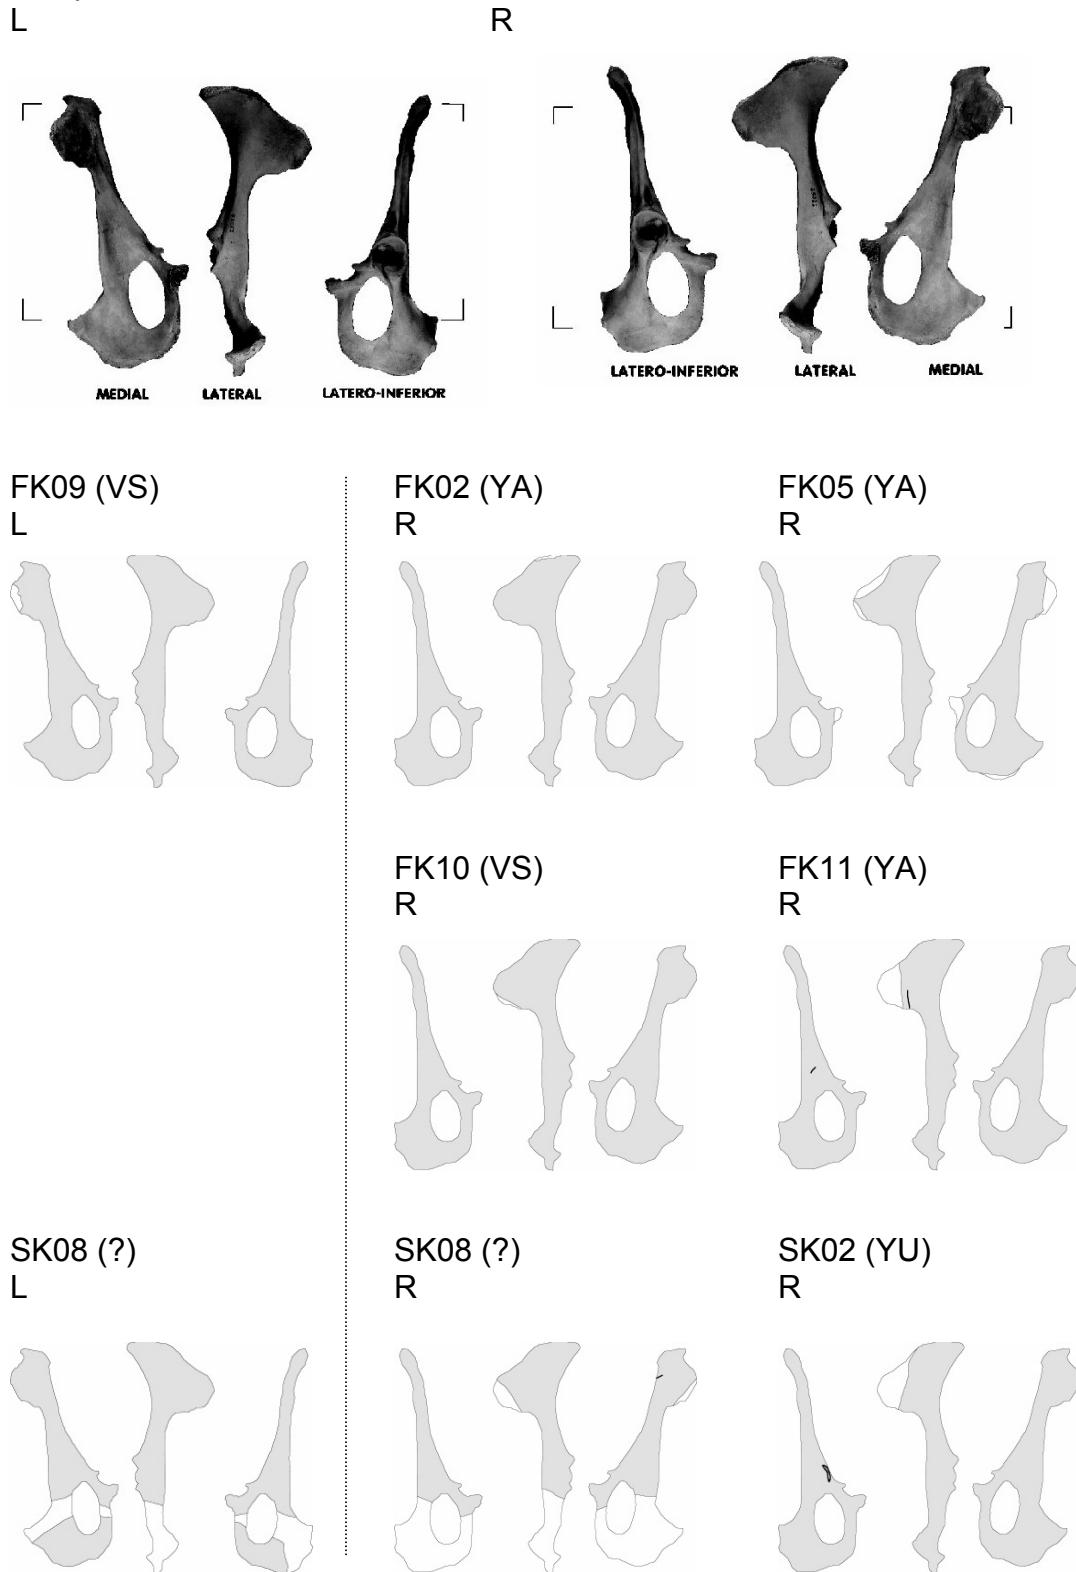 L
R
MEDIAL LATERAL LATERO-INFERIOR
LATERO-INFERIOR LATERAL MEDIAL
FK09 (VS)
L
FK02 (YA)
R
FK05 (YA)
R
FK10 (VS)
R
FK11 (YA)
R
SK08 (?)
L
SK08 (?)
R
SK02 (YU)
R